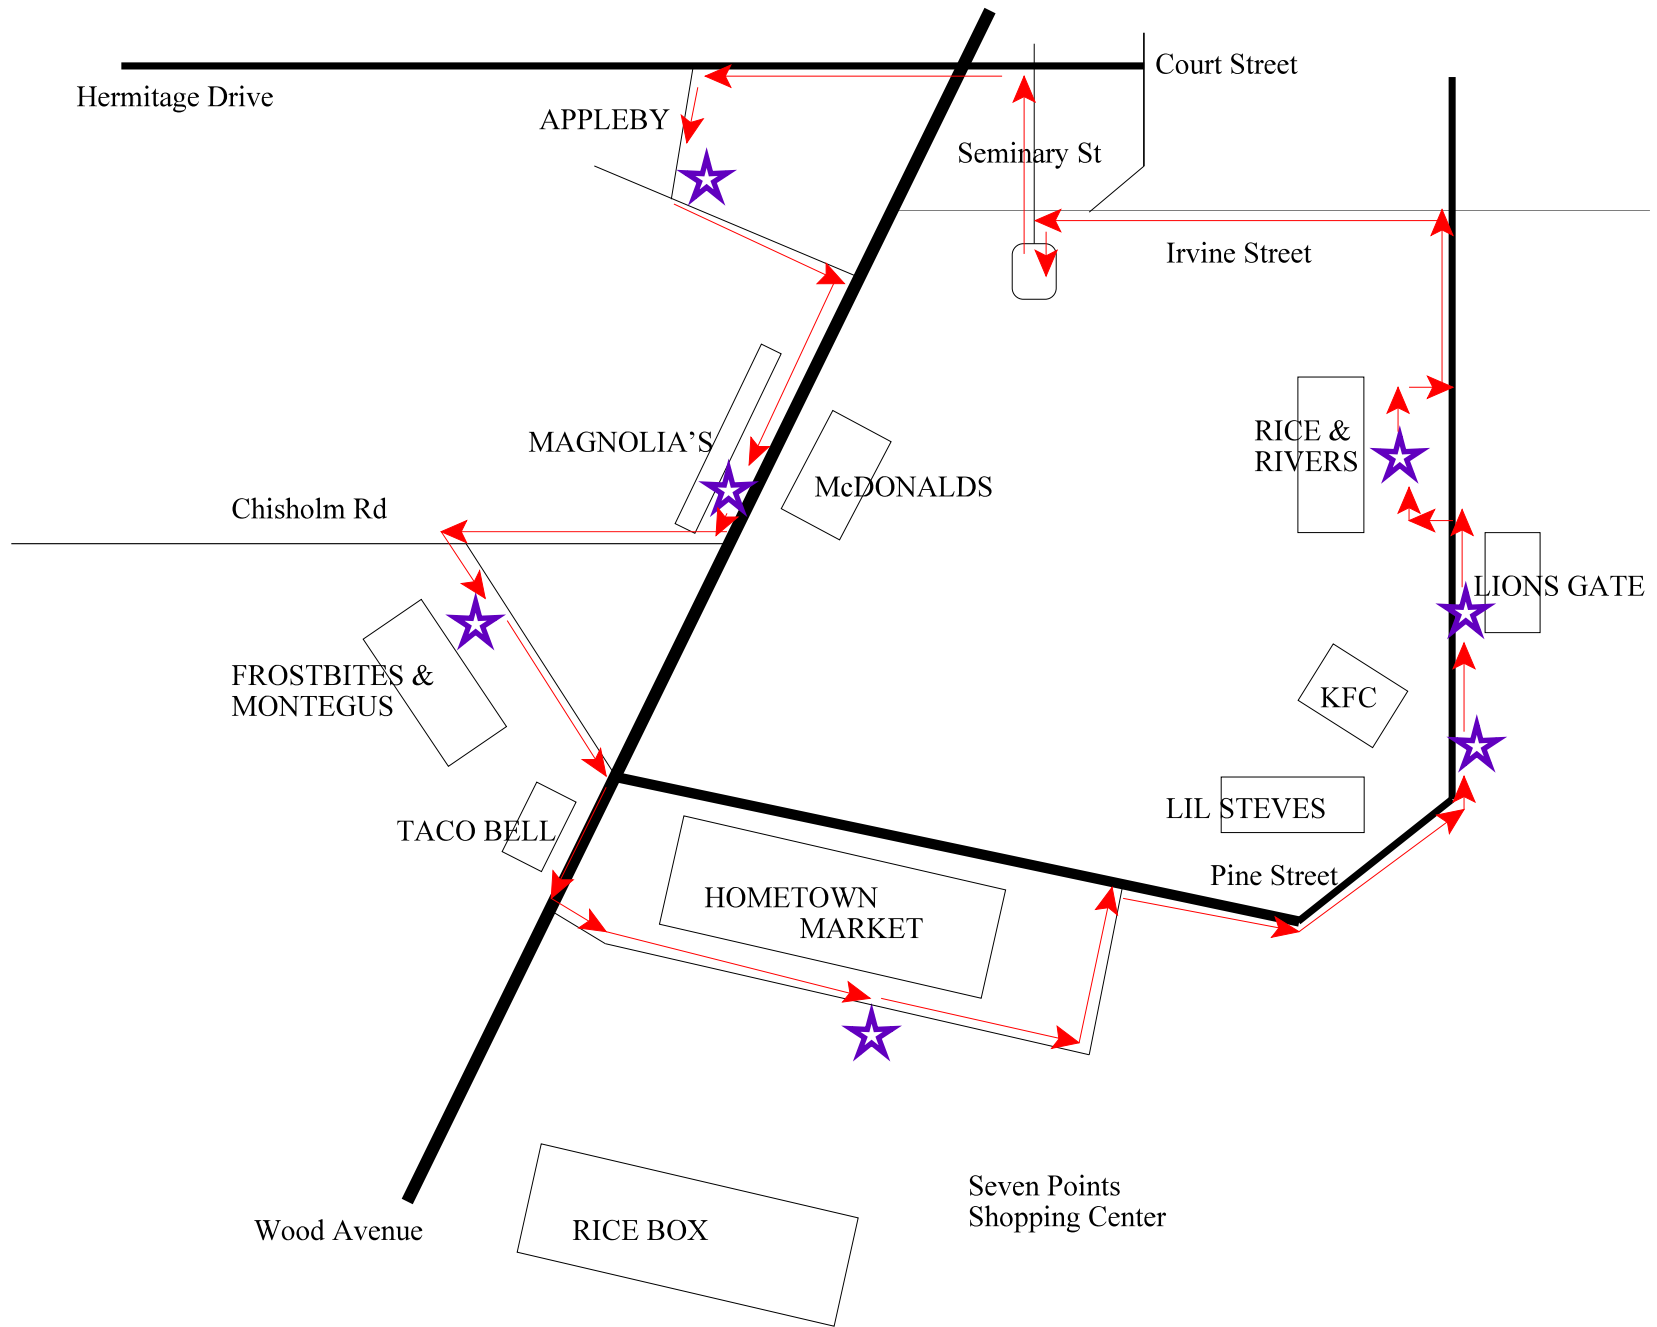 Court Street
Hermitage Drive
APPLEBY
Seminary St
Irvine Street
MAGNOLIA’S
RICE &
RIVERS
McDONALDS
Chisholm Rd
LIONS GATE
FROSTBITES &
MONTEGUS
KFC
LIL STEVES
TACO BELL
Pine Street
HOMETOWN
MARKET
Seven Points
Shopping Center
Wood Avenue
RICE BOX